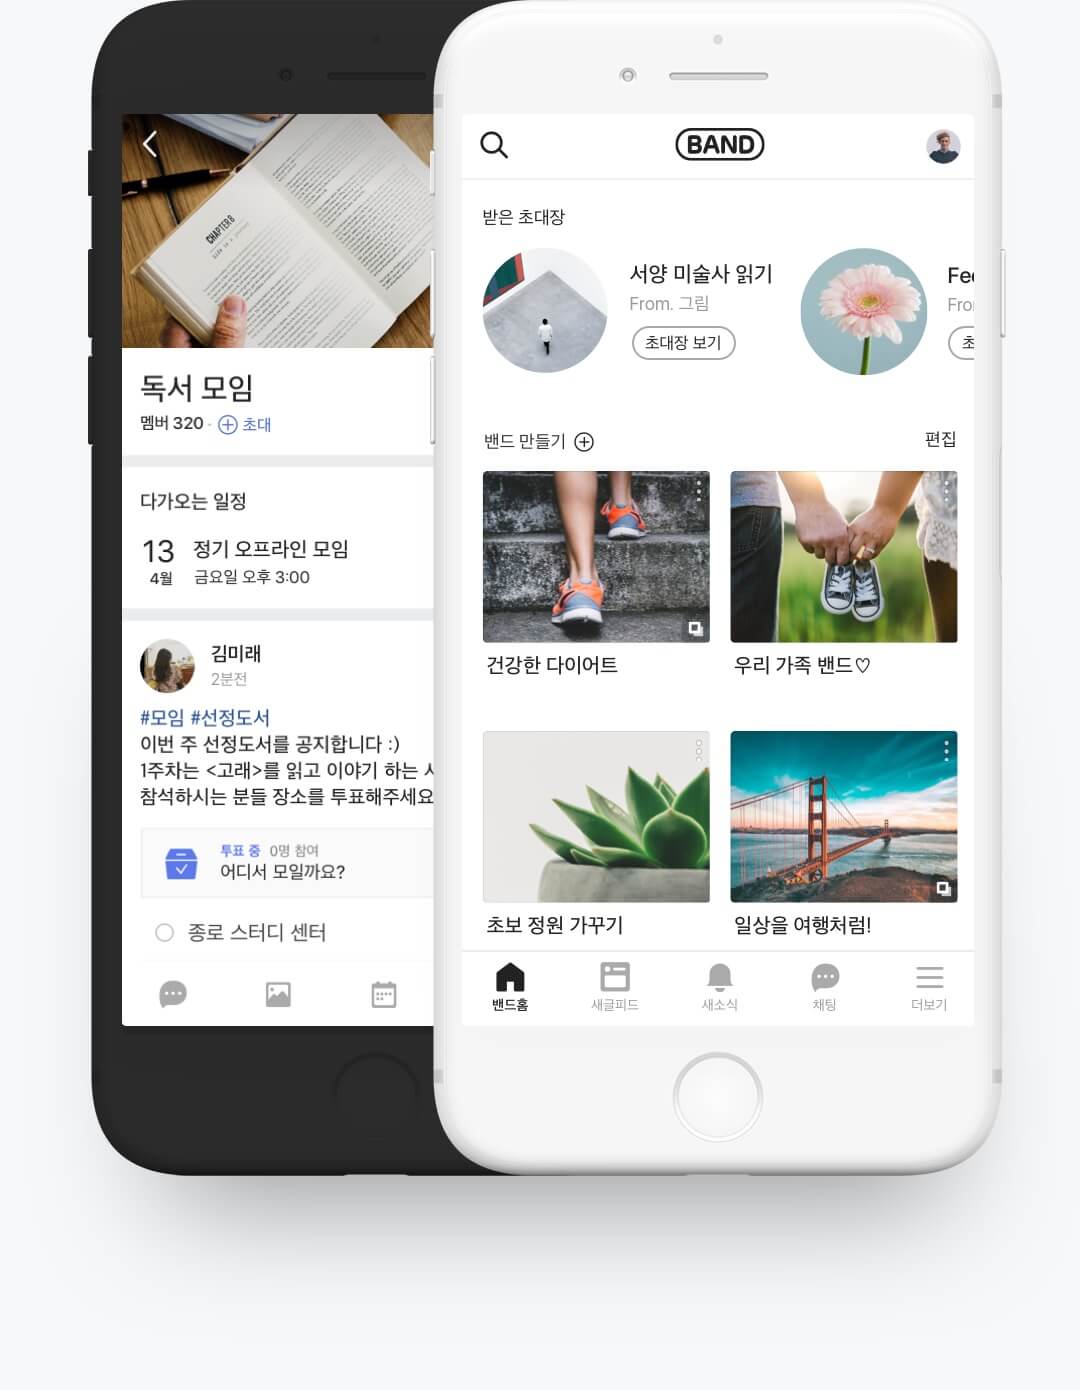 CHAPTER 8
독서 모임
멤버 320 · 초대
다가오는 일정
13
4월
정기 오프라인 모임
금요일 오후 3:00
김미래
2분전
#모임 #선정도서
이번 주 선정도서를 공지합니다 :)
1주차는 <고래>를 읽고 이야기 하는
참석하시는 분들 장소를 투표해주세요
투표 중 0명 참여
어디서 모일까요?
종로 스터디 센터
BAND
받은 초대장
서양 미술사 읽기
From. 그림
초대장 보기
밴드 만들기
편집
건강한 다이어트
우리 가족 밴드♡
초보 정원 가꾸기
일상을 여행처럼!
밴드홈
새글피드
새소식
채팅
더보기